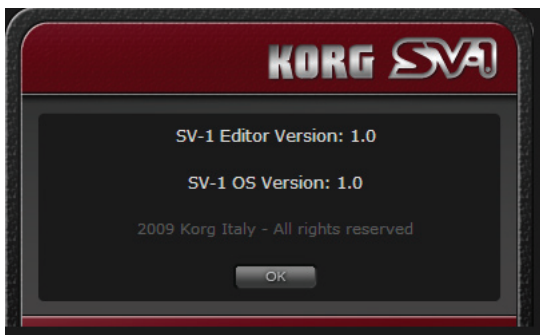 KORG SV-1
SV-1 Editor Version: 1.0
SV-1 OS Version: 1.0
2009 Korg Italy - All rights reserved
OK